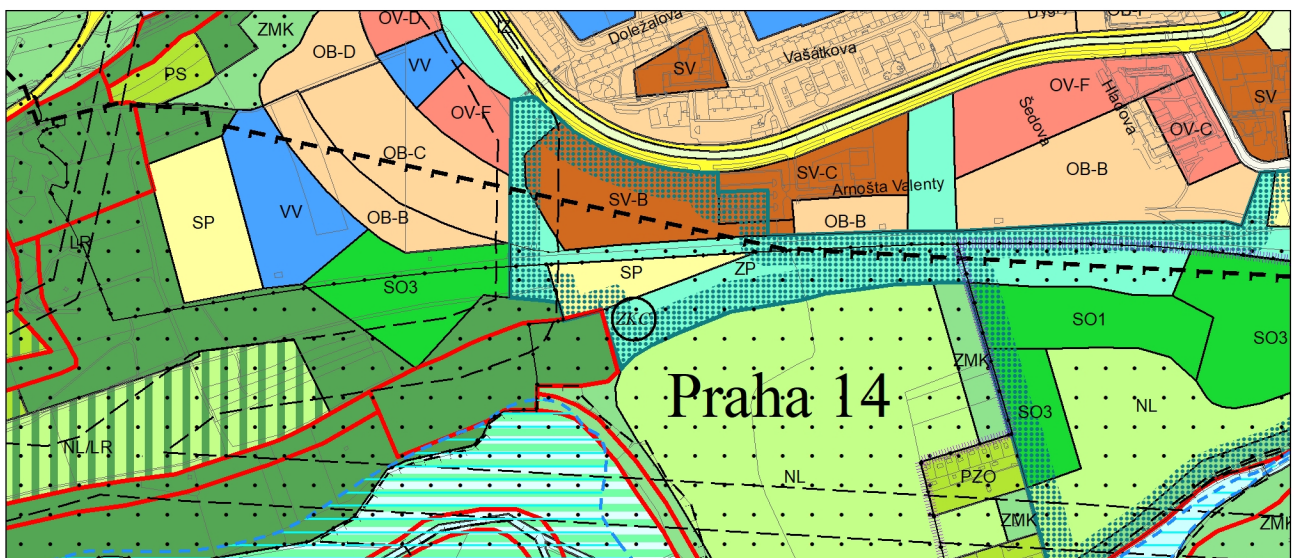 ZMK
OV-D
IZ
Doležalova
Vašátkova
OB-D
PS
VV
SV
OV-F
OV-F
Šedova
Hladova
SV
OV-C
OB-C
SV-C
OB-B
Arnošta Valenty
SP
VV
OB-B
SV-B
OB-B
LR
SP
ZP
SO3
ZKC
SO1
SO3
ZMK
Praha 14
SO3
NL
NL/LR
NL
PZO
ZMK
ZMK